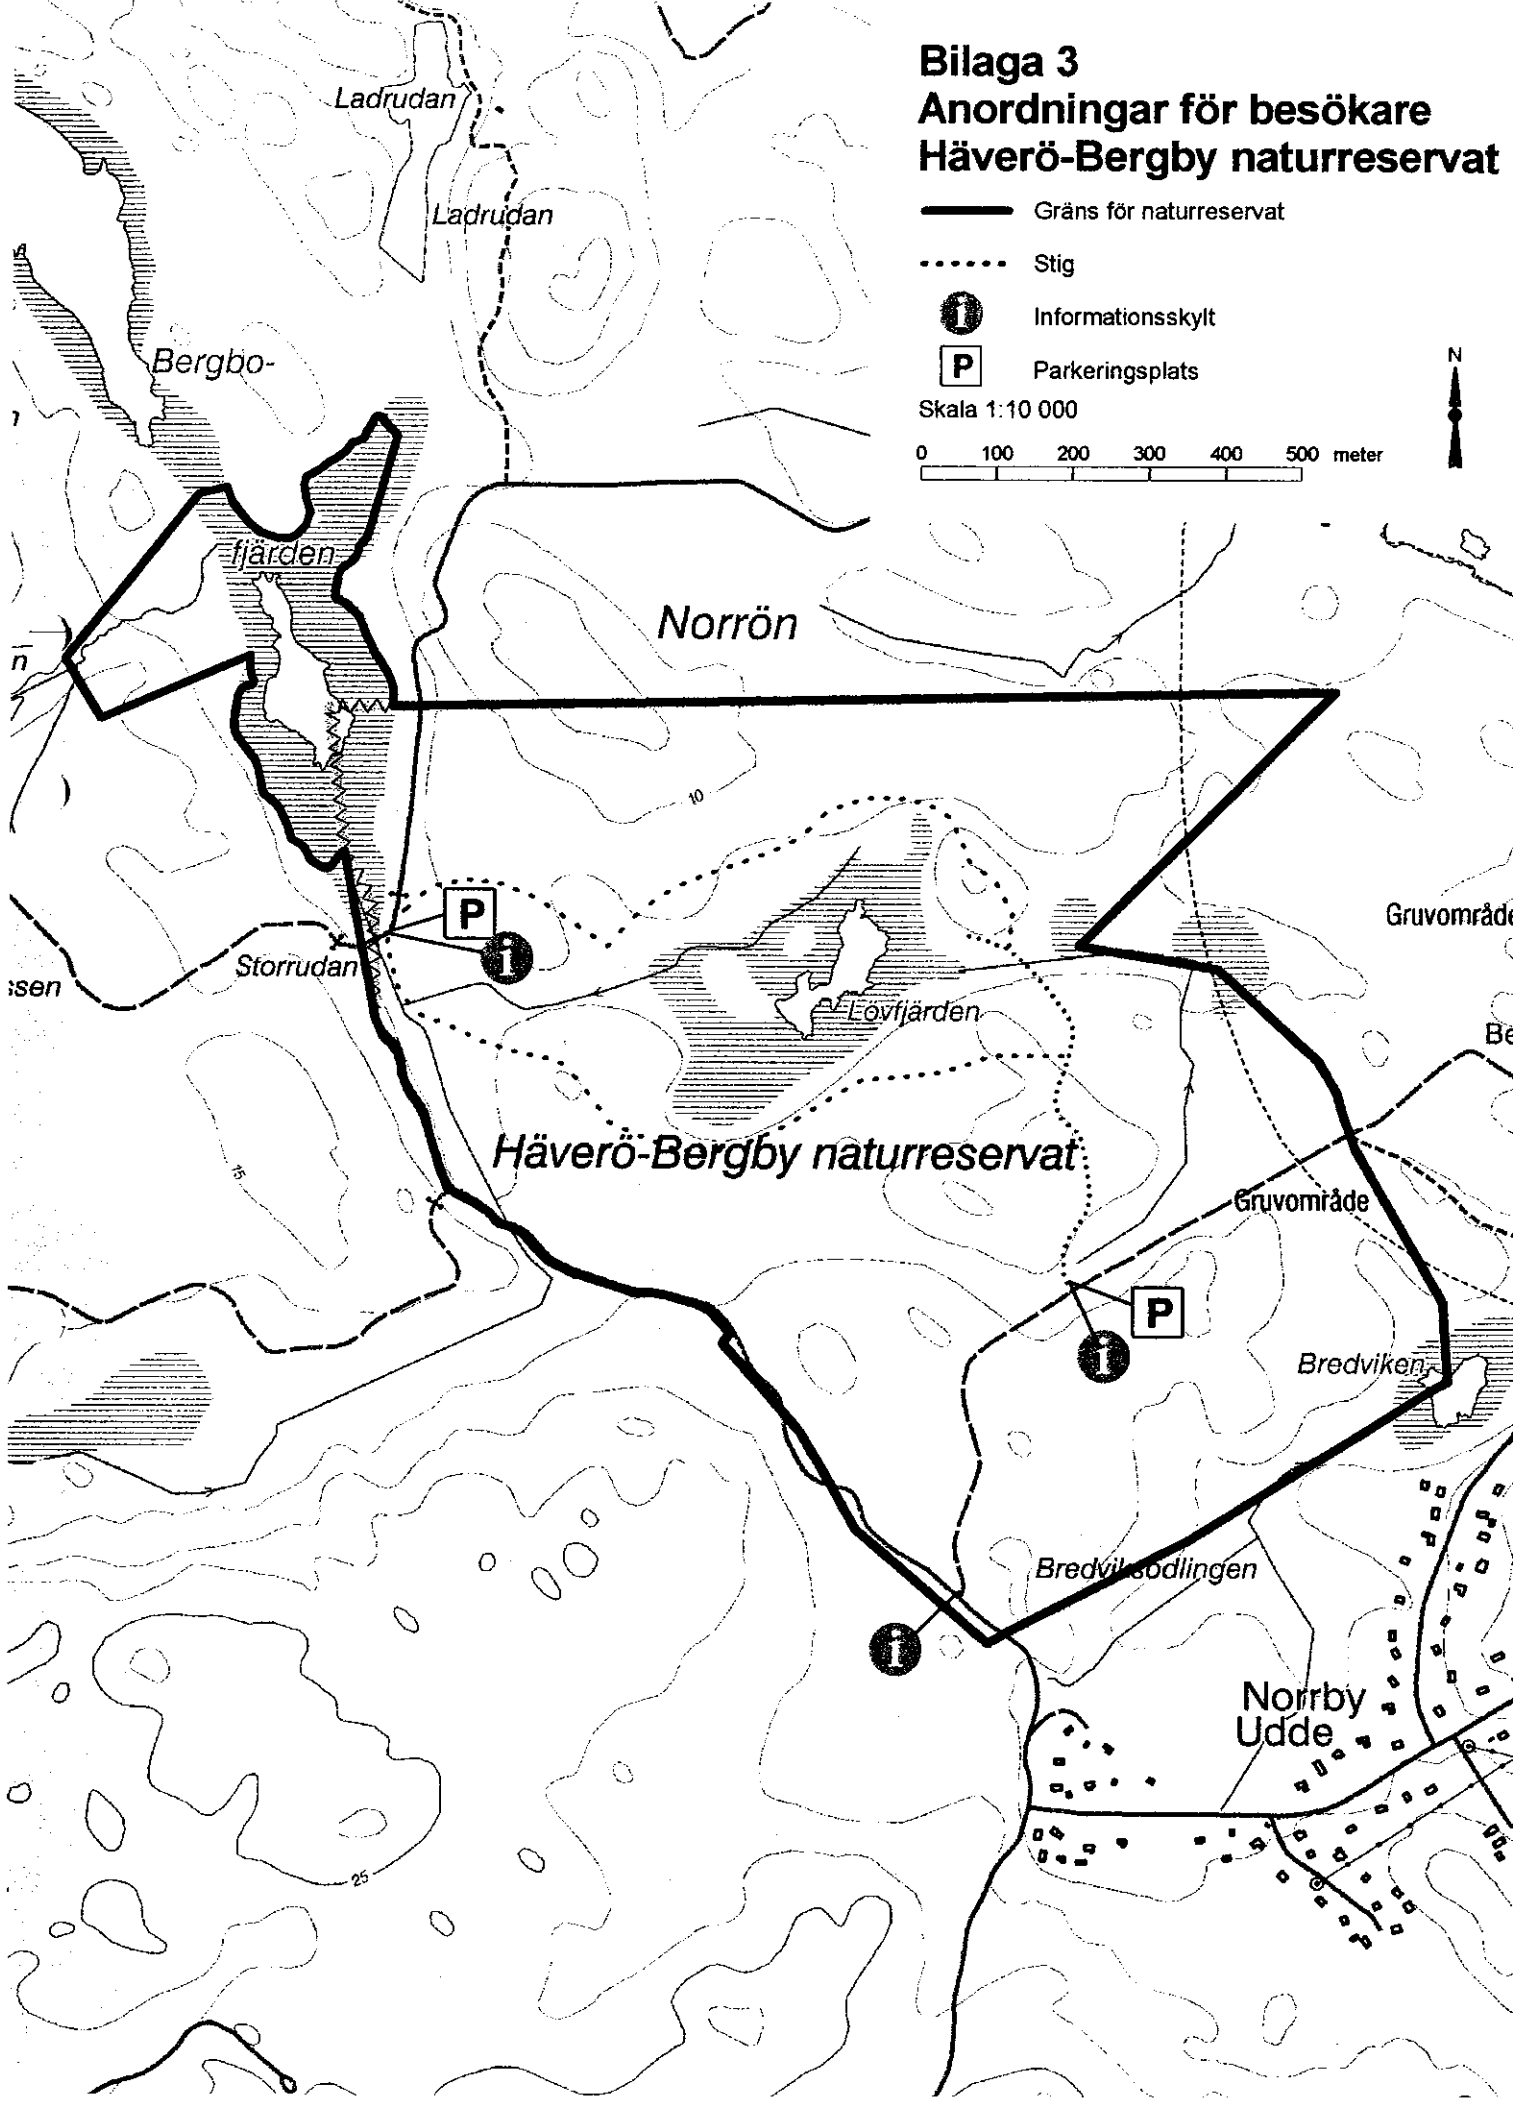 Bilaga 3
Anordningar för besökare
Häverö-Bergby naturreservat
Gräns för naturreservat
Stig
i
Informationsskylt
P
Parkeringsplats
Skala 1:10 000
0 100 200 300 400 500 meter
N
Ladrudan
Ladrudan
Bergbo-
fjärden
Norrön
10
P
i
Storrudan
Lövfjärden
Gruvområde
ssen
Be
15
Häverö-Bergby naturreservat
Gruvområde
P
i
Bredviken
Bredviksodlingen
i
Norrby
Udde
25